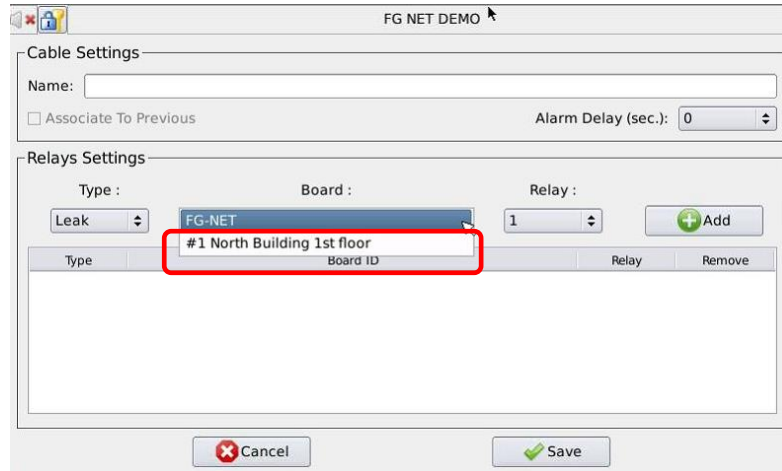 FG NET DEMO
Cable Settings
Name:
Associate To Previous Alarm Delay (sec.): 0
Relays Settings
Type : Board : Relay :
Leak FG-NET 1 Add
#1 North Building 1st floor
Type Board ID Relay Remove
Cancel Save